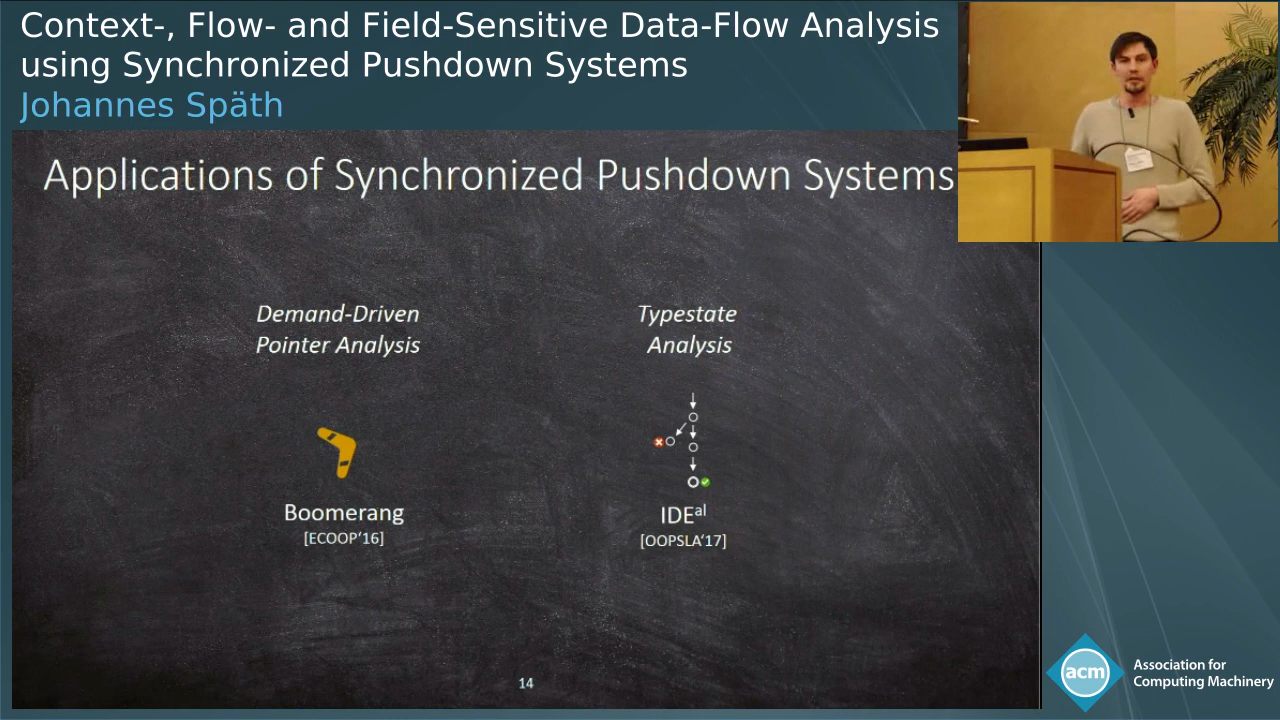 Context-, Flow- and Field-Sensitive Data-Flow Analysis
using Synchronized Pushdown Systems
Johannes Späth
Applications of Synchronized Pushdown Systems
Demand-Driven
Pointer Analysis
Typestate
Analysis
Boomerang
[ECOOP‘16]
IDEal
[OOPSLA‘17]
14
acm
Association for
Computing Machinery